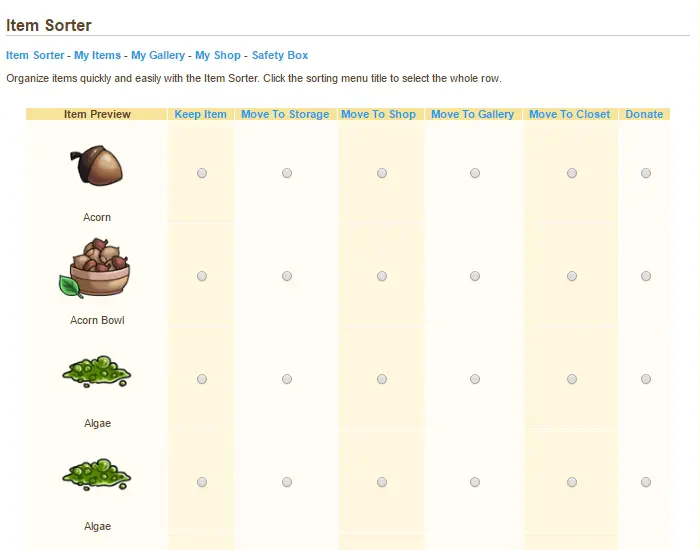 Item Sorter
Item Sorter - My Items - My Gallery - My Shop - Safety Box
Organize items quickly and easily with the Item Sorter. Click the sorting menu title to select the whole row.
Item Preview Keep Item Move To Storage Move To Shop Move To Gallery Move To Closet Donate
Acorn
Acorn Bowl
Algae
Algae